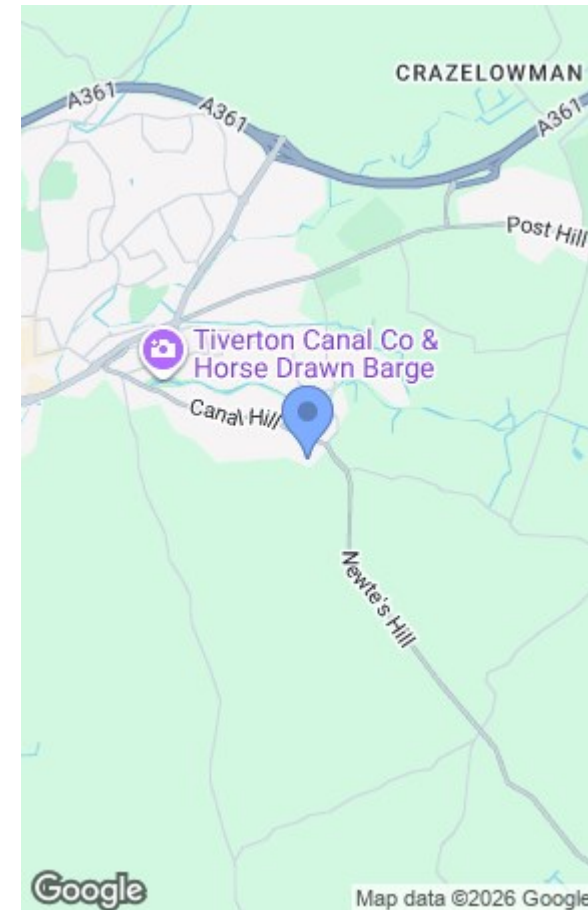 CRAZELOWMAN
A361
A361
A361
Post Hill
Tiverton Canal Co &
Horse Drawn Barge
Canal Hill
Newte's Hill
Google
Map data ©2026 Google